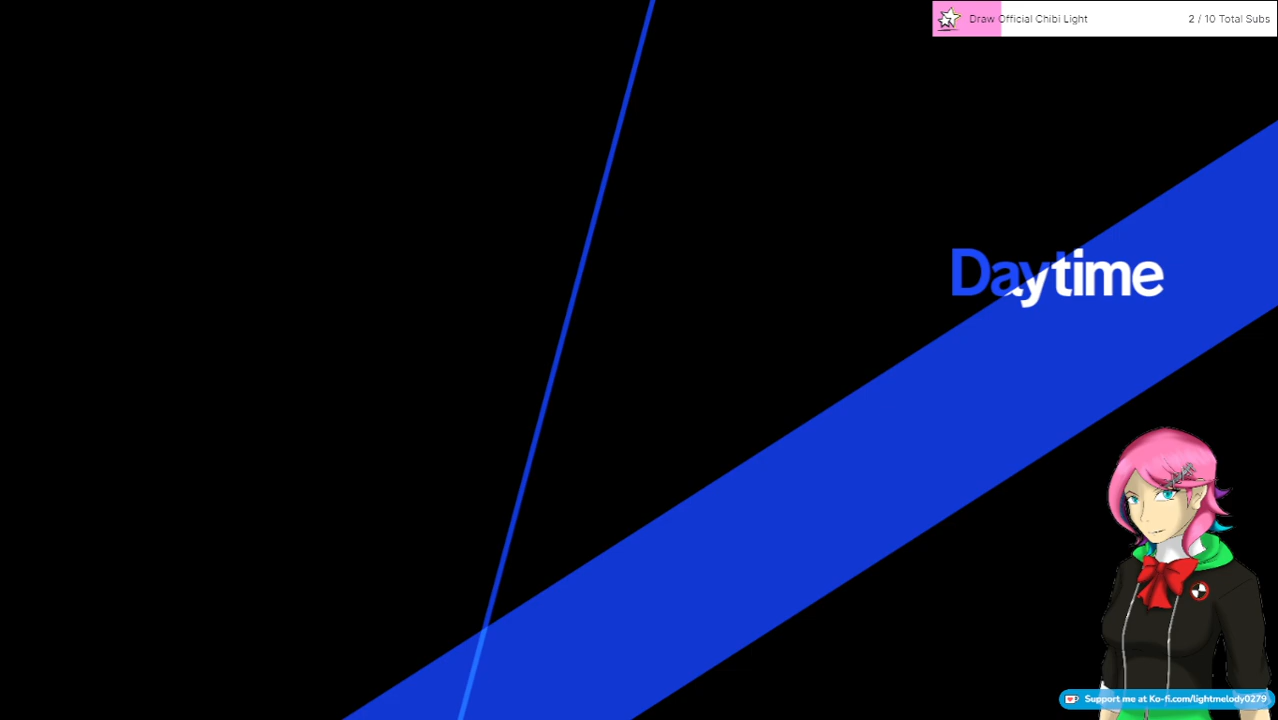 Draw Official Chibi Light 2 / 10 Total Subs
Daytime
Support me at Ko-fi.com/lightmelody0279